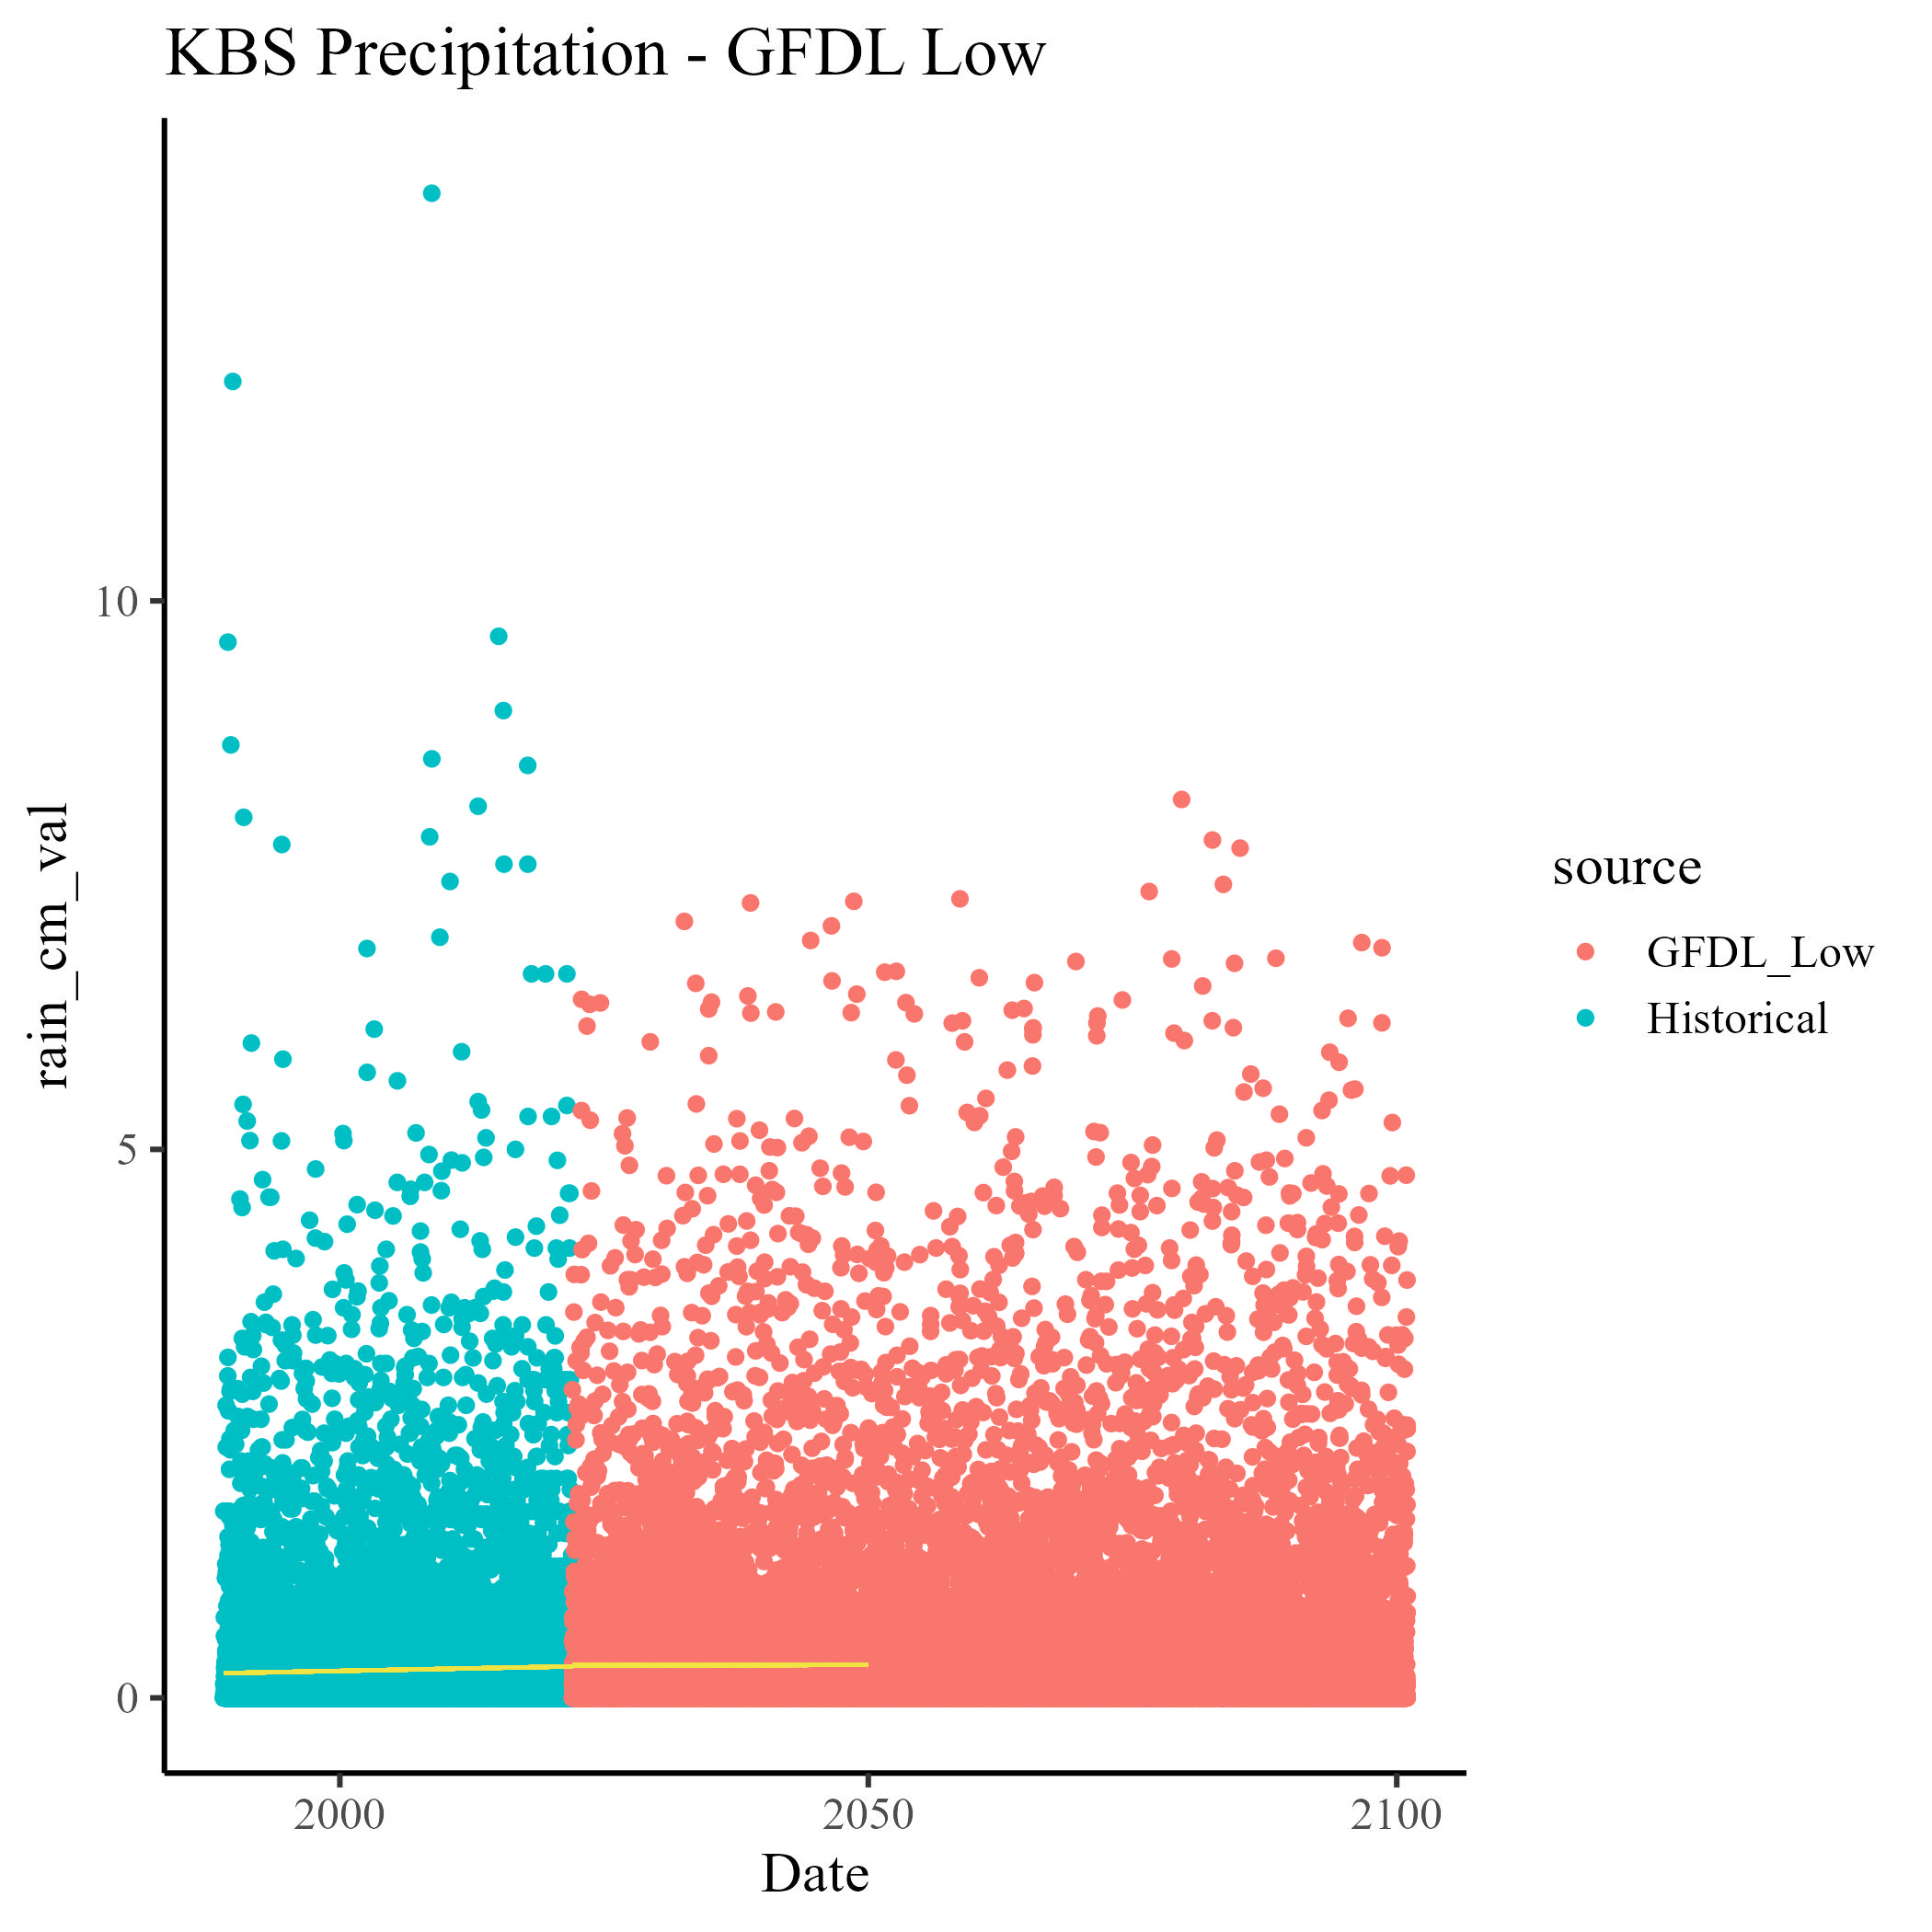 KBS Precipitation - GFDL Low
rain_cm_val
10
5
0
2000
2050
2100
Date
source
GFDL_Low
Historical